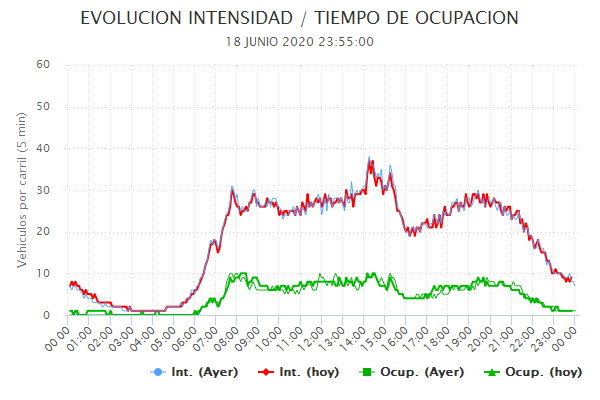 EVOLUCION INTENSIDAD / TIEMPO DE OCUPACION
18 JUNIO 2020 23:55:00
Vehiculos por carril (5 min)
60
50
40
30
20
10
0
00:00 01:00 02:00 03:00 04:00 05:00 06:00 07:00 08:00 09:00 10:00 11:00 12:00 13:00 14:00 15:00 16:00 17:00 18:00 19:00 20:00 21:00 22:00 23:00 00:00
Int. (Ayer) Int. (hoy) Ocup. (Ayer) Ocup. (hoy)